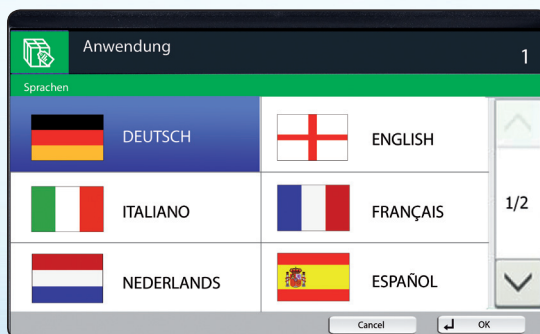 Anwendung
1
Sprachen
DEUTSCH
ENGLISH
ITALIANO
FRANÇAIS
1/2
NEDERLANDS
ESPAÑOL
Cancel
OK